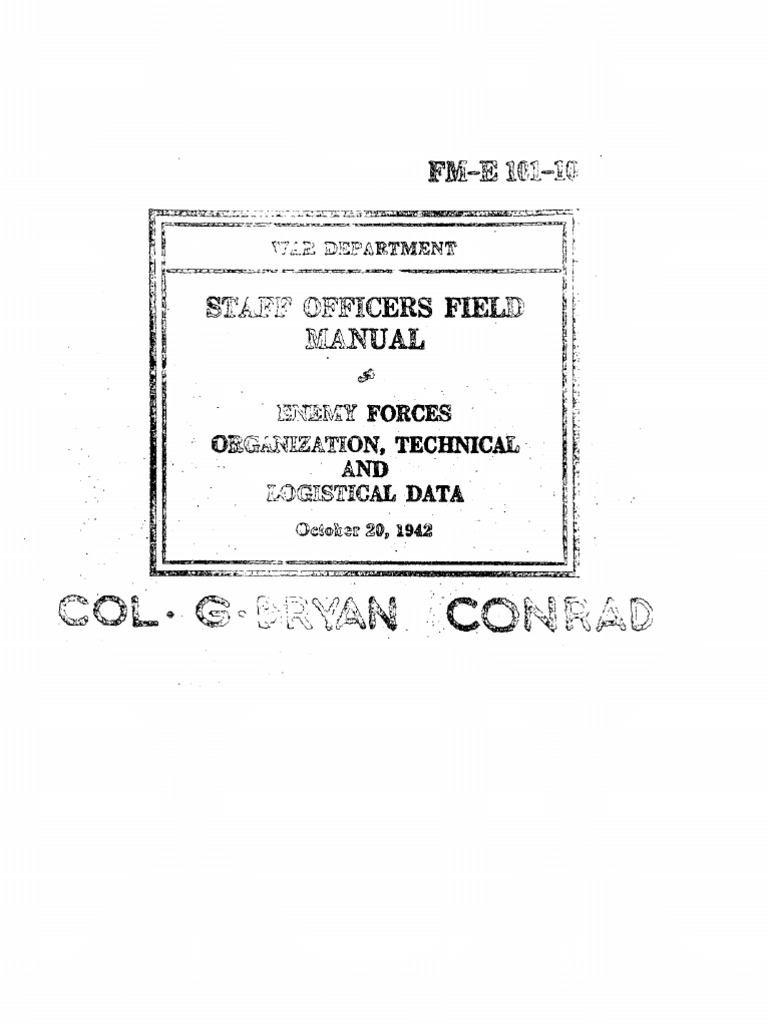 FM-E 101-10
WAR DEPARTMENT
STAFF OFFICERS FIELD
MANUAL
ENEMY FORCES
ORGANIZATION, TECHNICAL
AND
LOGISTICAL DATA
October 20, 1942
COL. G. BRYAN CONRAD